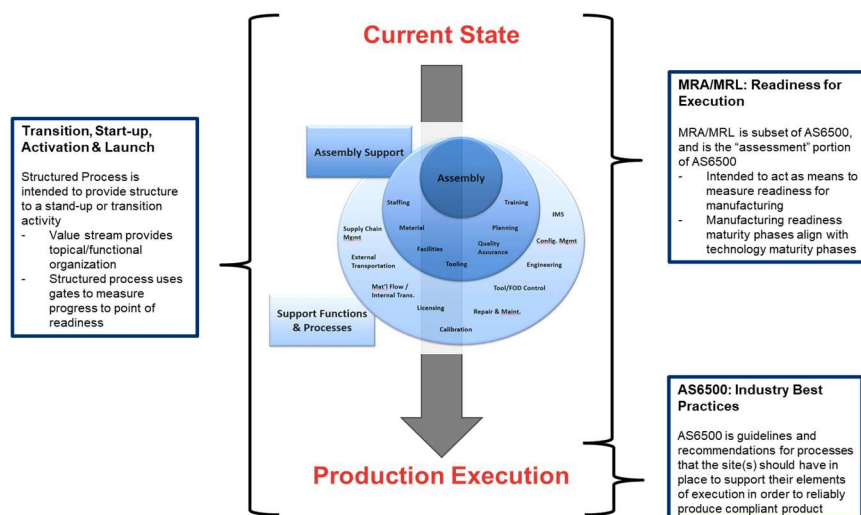 Current State
Transition, Start-up,
Activation & Launch
Structured Process is
intended to provide structure
to a stand-up or transition
activity
- Value stream provides
topical/functional
organization
- Structured process uses
gates to measure
progress to point of
readiness
Assembly Support
Assembly
Staffing
Training
Material
Planning
Facilities
Quality
Assurance
Tooling
Supply Chain
Mgmt
IMS
Config. Mgmt
External
Transportation
Engineering
Mat'l Flow /
Internal Trans.
Tool/FOD Control
Licensing
Repair & Maint.
Calibration
Support Functions
& Processes
Production Execution
MRA/MRL: Readiness for
Execution
MRA/MRL is subset of AS6500,
and is the “assessment” portion
of AS6500
- Intended to act as means to
measure readiness for
manufacturing
- Manufacturing readiness
maturity phases align with
technology maturity phases
AS6500: Industry Best
Practices
AS6500 is guidelines and
recommendations for processes
that the site(s) should have in
place to support their elements
of execution in order to reliably
produce compliant product